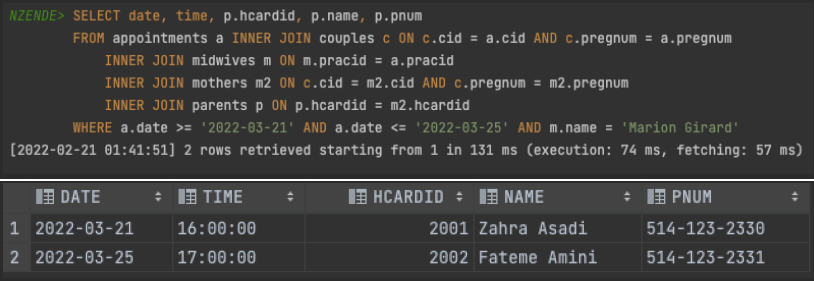 NZENDE> SELECT date, time, p.hcardid, p.name, p.pnum
FROM appointments a INNER JOIN couples c ON c.cid = a.cid AND c.pregnum = a.pregnum
INNER JOIN midwives m ON m.pracid = a.pracid
INNER JOIN mothers m2 ON c.cid = m2.cid AND c.pregnum = m2.pregnum
INNER JOIN parents p ON p.hcardid = m2.hcardid
WHERE a.date >= '2022-03-21' AND a.date <= '2022-03-25' AND m.name = 'Marion Girard'
[2022-02-21 01:41:51] 2 rows retrieved starting from 1 in 131 ms (execution: 74 ms, fetching: 57 ms)
DATE TIME HCARDID NAME PNUM
1 2022-03-21 16:00:00 2001 Zahra Asadi 514-123-2330
2 2022-03-25 17:00:00 2002 Fateme Amini 514-123-2331